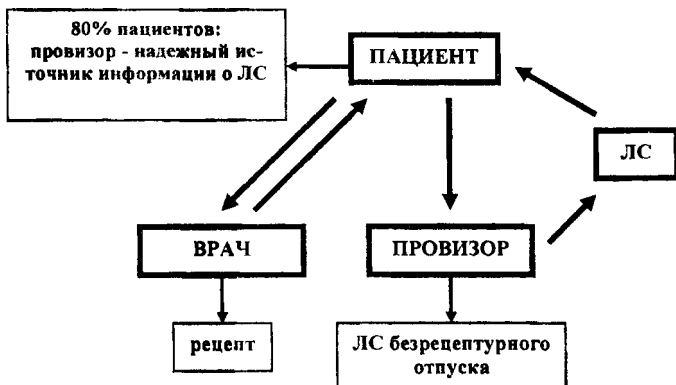 80% пациентов:
провизор - надежный ис-
точник информации о ЛС
ПАЦИЕНТ
ЛС
ВРАЧ
ПРОВИЗОР
рецепт
ЛС безрецептурного
отпуска